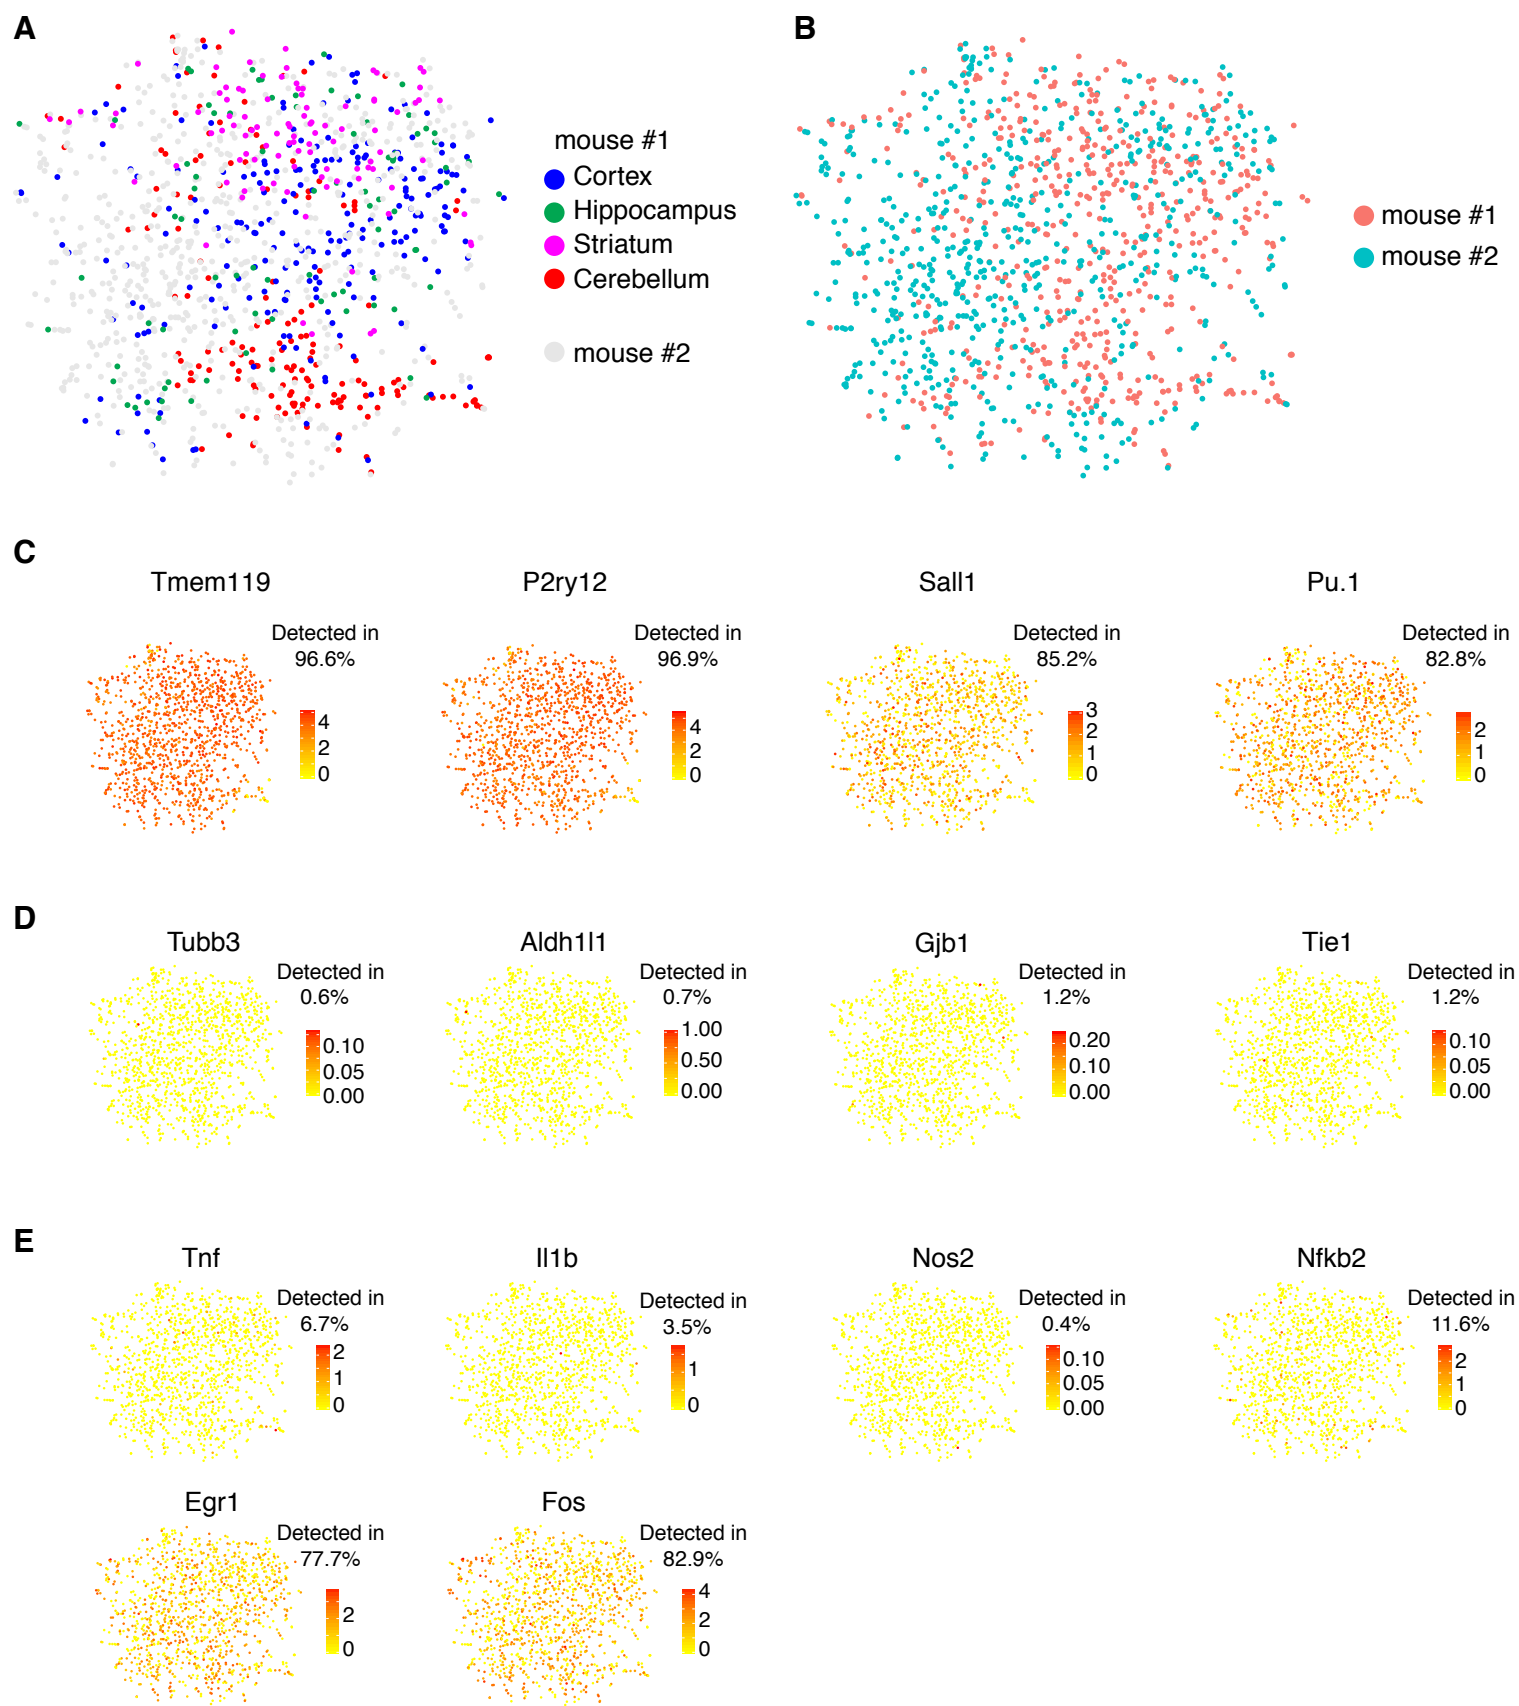 A
mouse #1
Cortex
Hippocampus
Striatum
Cerebellum
mouse #2
B
mouse #1
mouse #2
C
Tmem119
Detected in
96.6%
4
2
0
P2ry12
Detected in
96.9%
4
2
0
Sall1
Detected in
85.2%
3
2
1
0
Pu.1
Detected in
82.8%
2
1
0
D
Tubb3
Detected in
0.6%
0.10
0.05
0.00
Aldh1l1
Detected in
0.7%
1.00
0.50
0.00
Gjb1
Detected in
1.2%
0.20
0.10
0.00
Tie1
Detected in
1.2%
0.10
0.05
0.00
E
Tnf
Detected in
6.7%
2
1
0
Il1b
Detected in
3.5%
1
0
Nos2
Detected in
0.4%
0.10
0.05
0.00
Nfkb2
Detected in
11.6%
2
1
0
Egr1
Detected in
77.7%
2
0
Fos
Detected in
82.9%
4
2
0